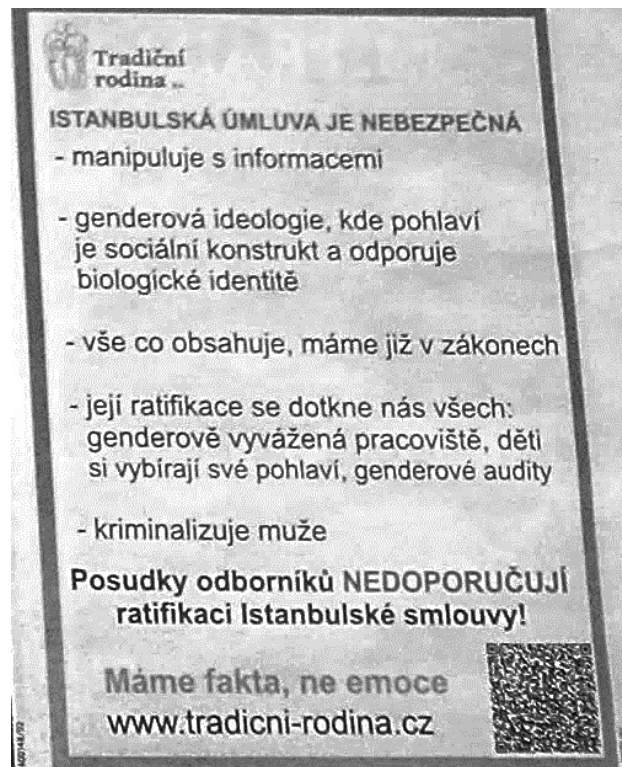 Tradiční
rodina
ISTANBULSKÁ ÚMLUVA JE NEBEZPEČNÁ
- manipuluje s informacemi
- genderová ideologie, kde pohlaví
je sociální konstrukt a odporuje
biologické identitě
- vše co obsahuje, máme již v zákonech
- její ratifikace se dotkne nás všech:
genderově vyvážená pracoviště, děti
si vybírají své pohlaví, genderové audity
- kriminalizuje muže
Posudky odborníků NEDOPORUČUJÍ
ratifikaci Istanbulské smlouvy!
Máme fakta, ne emoce
www.tradicni-rodina.cz